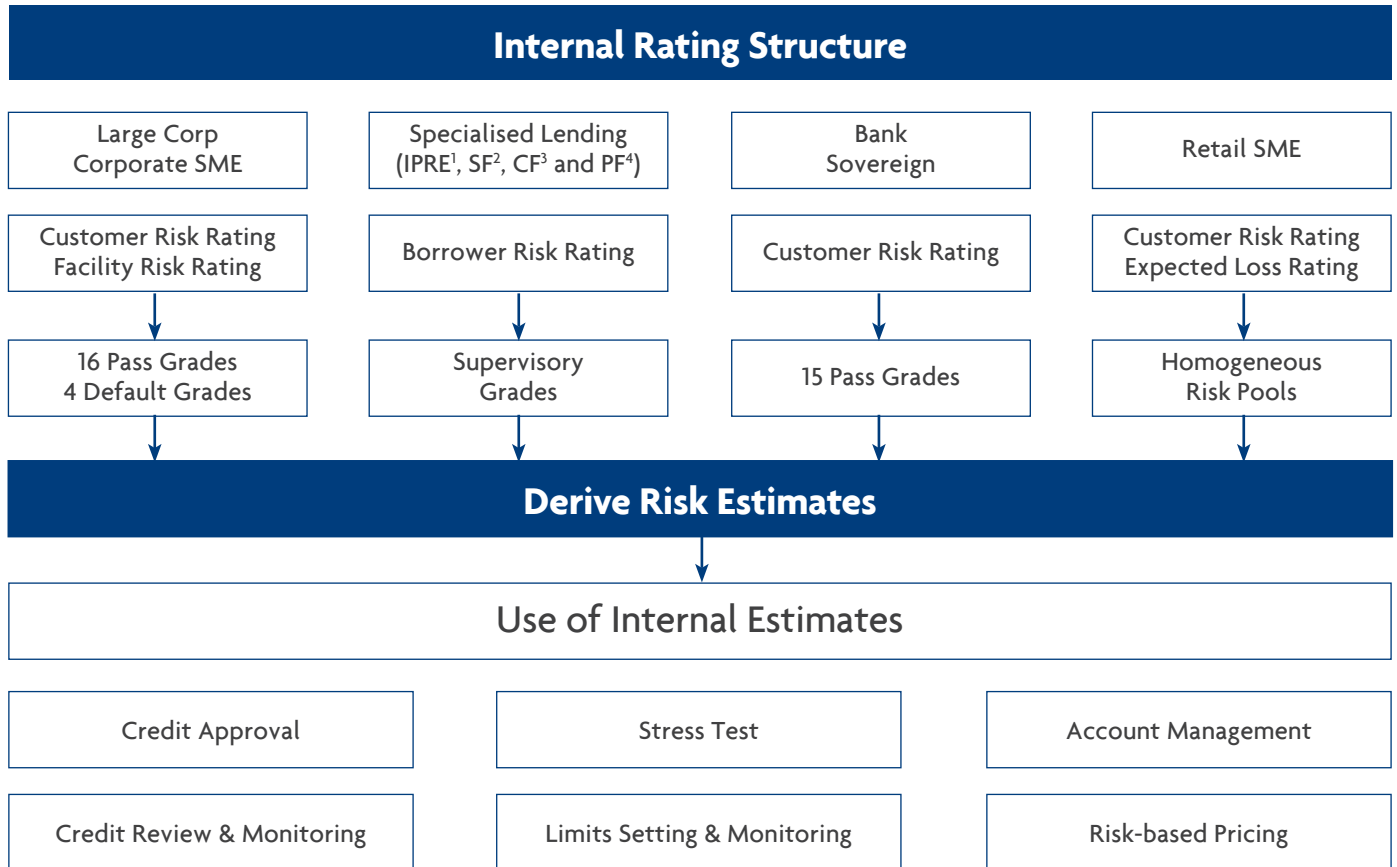 Internal Rating Structure
Large Corp
Corporate SME
Specialised Lending
(IPRE¹, SF², CF³ and PF⁴)
Bank
Sovereign
Retail SME
Customer Risk Rating
Facility Risk Rating
Borrower Risk Rating
Customer Risk Rating
Customer Risk Rating
Expected Loss Rating
16 Pass Grades
4 Default Grades
Supervisory
Grades
15 Pass Grades
Homogeneous
Risk Pools
Derive Risk Estimates
Use of Internal Estimates
Credit Approval
Stress Test
Account Management
Credit Review & Monitoring
Limits Setting & Monitoring
Risk-based Pricing